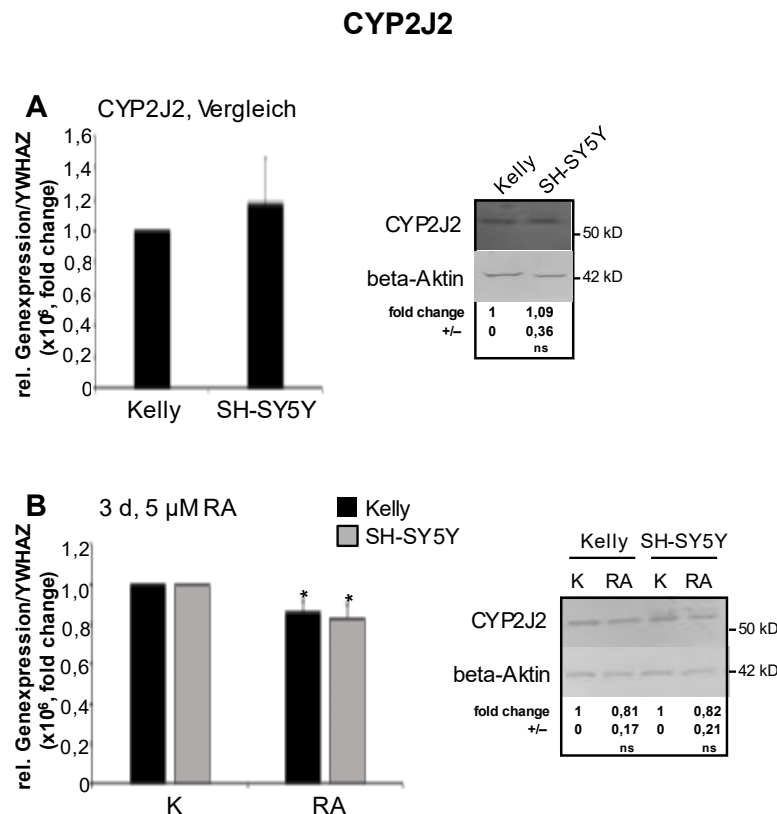 CYP2J2
A
CYP2J2, Vergleich
rel. Genexpression/YWHAZ
(x10⁶, fold change)
1,6
1,4
1,2
1,0
0,8
0,6
0,4
0,2
0
Kelly
SH-SY5Y
Kelly
SH-SY5Y
CYP2J2
50 kD
beta-Aktin
42 kD
fold change 1 1,09
+/– 0 0,36
ns
B
3 d, 5 µM RA
Kelly
SH-SY5Y
rel. Genexpression/YWHAZ
(x10⁶, fold change)
1,2
1,0
0,8
0,6
0,4
0,2
0
* *
K
RA
Kelly SH-SY5Y
K RA K RA
CYP2J2
50 kD
beta-Aktin
42 kD
fold change 1 0,81 1 0,82
+/– 0 0,17 0 0,21
ns ns